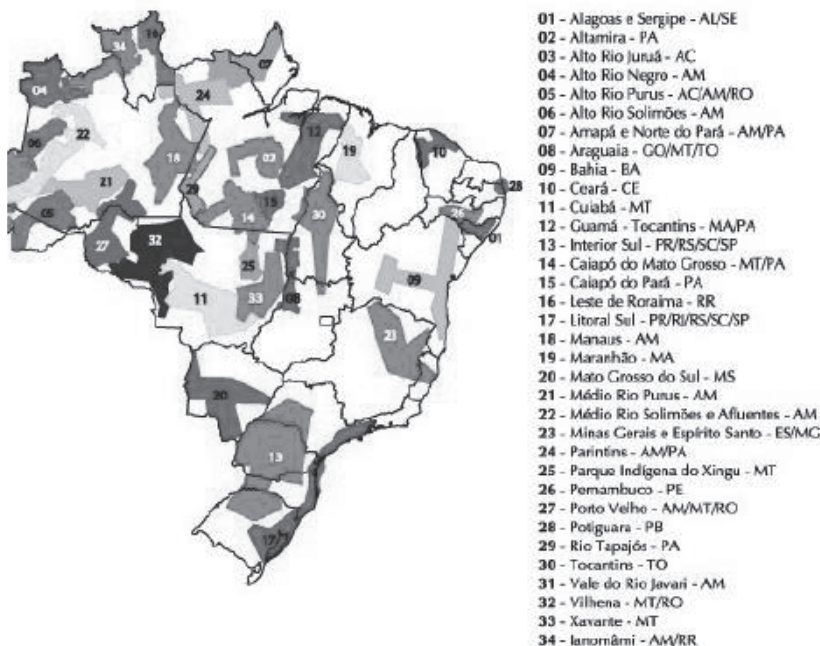 34
16
04
07
24
22
06
18
02
12
19
10
28
21
29
15
14
30
26
05
01
27
32
25
11
33
08
09
23
20
13
17
01 - Alagoas e Sergipe - AL/SE
02 - Altamira - PA
03 - Alto Rio Juruá - AC
04 - Alto Rio Negro - AM
05 - Alto Rio Purus - AC/AM/RO
06 - Alto Rio Solimões - AM
07 - Amapá e Norte do Pará - AM/PA
08 - Araguaia - GO/MT/TO
09 - Bahia - BA
10 - Ceará - CE
11 - Cuiabá - MT
12 - Guamá - Tocantins - MA/PA
13 - Interior Sul - PR/RS/SC/SP
14 - Caiapó do Mato Grosso - MT/PA
15 - Caiapó do Pará - PA
16 - Leste de Roraima - RR
17 - Litoral Sul - PR/RJ/RS/SC/SP
18 - Manaus - AM
19 - Maranhão - MA
20 - Mato Grosso do Sul - MS
21 - Médio Rio Purus - AM
22 - Médio Rio Solimões e Afluentes - AM
23 - Minas Gerais e Espírito Santo - ES/MG
24 - Parintins - AM/PA
25 - Parque Indígena do Xingu - MT
26 - Pernambuco - PE
27 - Porto Velho - AM/MT/RO
28 - Potiguara - PB
29 - Rio Tapajós - PA
30 - Tocantins - TO
31 - Vale do Rio Javari - AM
32 - Vilhena - MT/RO
33 - Xavante - MT
34 - Ianomâmi - AM/RR